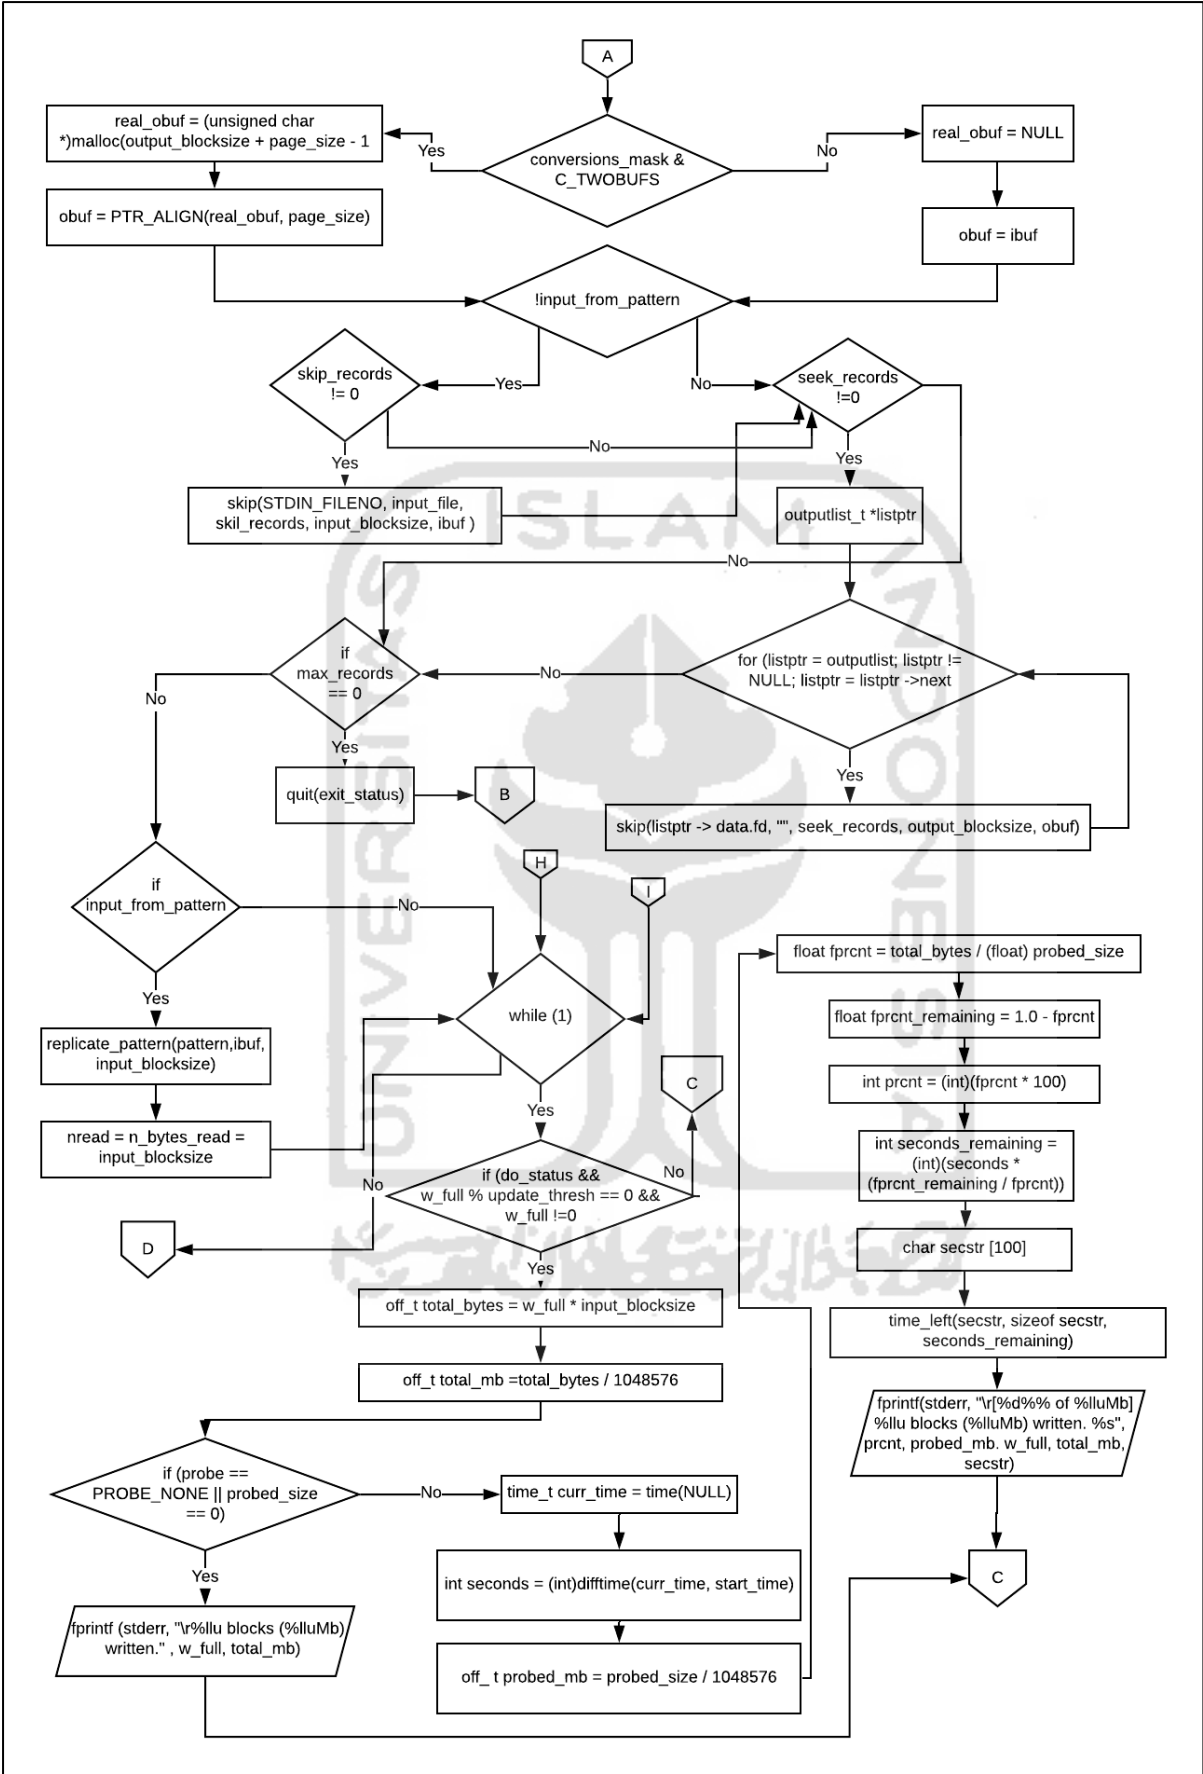 A
real_obuf = (unsigned char
*)malloc(output_blocksize + page_size - 1
Yes
conversions_mask &
C_TWOBUFS
No
real_obuf = NULL
obuf = PTR_ALIGN(real_obuf, page_size)
obuf = ibuf
!input_from_pattern
skip_records
!= 0
Yes
No
seek_records
!=0
No
Yes
Yes
skip(STDIN_FILENO, input_file,
skil_records, input_blocksize, ibuf )
outputlist_t *listptr
No
if
max_records
== 0
No
for (listptr = outputlist; listptr !=
NULL; listptr = listptr ->next
No
Yes
Yes
quit(exit_status)
B
skip(listptr -> data.fd, "", seek_records, output_blocksize, obuf)
H
I
if
input_from_pattern
No
float fprcnt = total_bytes / (float) probed_size
Yes
while (1)
float fprcnt_remaining = 1.0 - fprcnt
replicate_pattern(pattern,ibuf,
input_blocksize)
C
int prcnt = (int)(fprcnt * 100)
Yes
nread = n_bytes_read =
input_blocksize
int seconds_remaining =
(int)(seconds *
(fprcnt_remaining / fprcnt))
No
if (do_status &&
w_full % update_thresh == 0 &&
w_full !=0
No
D
char secstr [100]
Yes
off_t total_bytes = w_full * input_blocksize
time_left(secstr, sizeof secstr,
seconds_remaining)
off_t total_mb =total_bytes / 1048576
fprintf(stderr, "\r[%d%% of %lluMb]
%llu blocks (%lluMb) written. %s",
prcnt, probed_mb. w_full, total_mb,
secstr)
if (probe ==
PROBE_NONE || probed_size
== 0)
No
time_t curr_time = time(NULL)
Yes
int seconds = (int)difftime(curr_time, start_time)
C
fprintf (stderr, "\r%llu blocks (%lluMb)
written." , w_full, total_mb)
off_ t probed_mb = probed_size / 1048576
UNIVERSITAS
ISLAM
INDONESIA